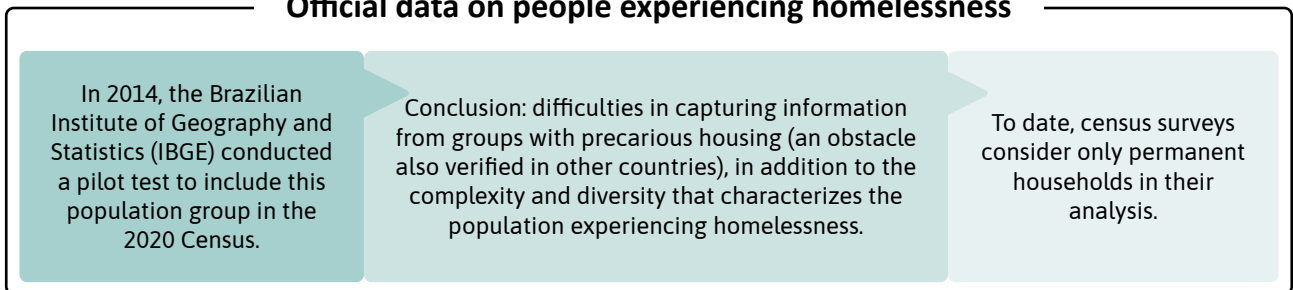 Official data on people experiencing homelessness
In 2014, the Brazilian
Institute of Geography and
Statistics (IBGE) conducted
a pilot test to include this
population group in the
2020 Census.
Conclusion: difficulties in capturing information
from groups with precarious housing (an obstacle
also verified in other countries), in addition to the
complexity and diversity that characterizes the
population experiencing homelessness.
To date, census surveys
consider only permanent
households in their
analysis.